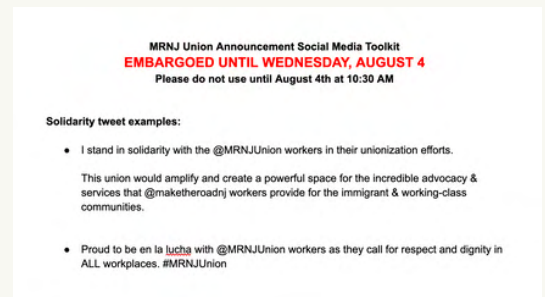 MRNJ Union Announcement Social Media Toolkit
EMBARGOED UNTIL WEDNESDAY, AUGUST 4
Please do not use until August 4th at 10:30 AM
Solidarity tweet examples:
● I stand in solidarity with the @MRNJUnion workers in their unionization efforts.
This union would amplify and create a powerful space for the incredible advocacy &
services that @maketheroadnj workers provide for the immigrant & working-class
communities.
● Proud to be en la lucha with @MRNJUnion workers as they call for respect and dignity in
ALL workplaces. #MRNJUnion